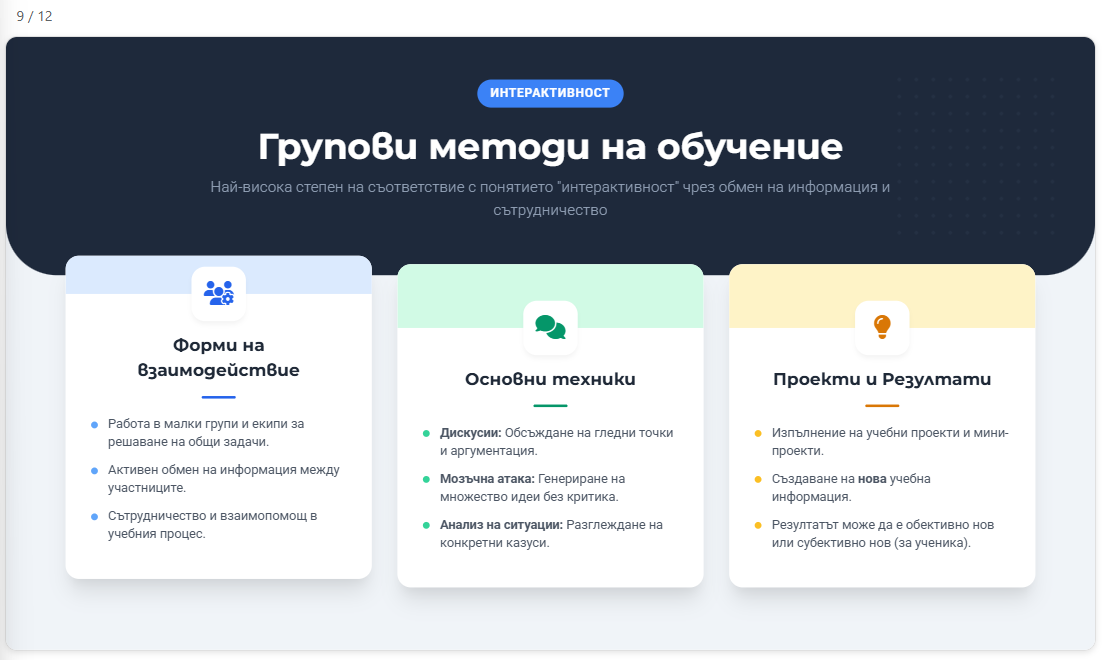 9 / 12
ИНТЕРАКТИВНОСТ
Групови методи на обучение
Най-висока степен на съответствие с понятието "интерактивност" чрез обмен на информация и
сътрудничество
Форми на
взаимодействие
Работа в малки групи и екипи за
решаване на общи задачи.
Активен обмен на информация между
участниците.
Сътрудничество и взаимопомощ в
учебния процес.
Основни техники
Дискусии: Обсъждане на гледни точки
и аргументация.
Мозъчна атака: Генериране на
множество идеи без критика.
Анализ на ситуации: Разглеждане на
конкретни казуси.
Проекти и Резултати
Изпълнение на учебни проекти и мини-
проекти.
Създаване на нова учебна
информация.
Резултатът може да е обективно нов
или субективно нов (за ученика).